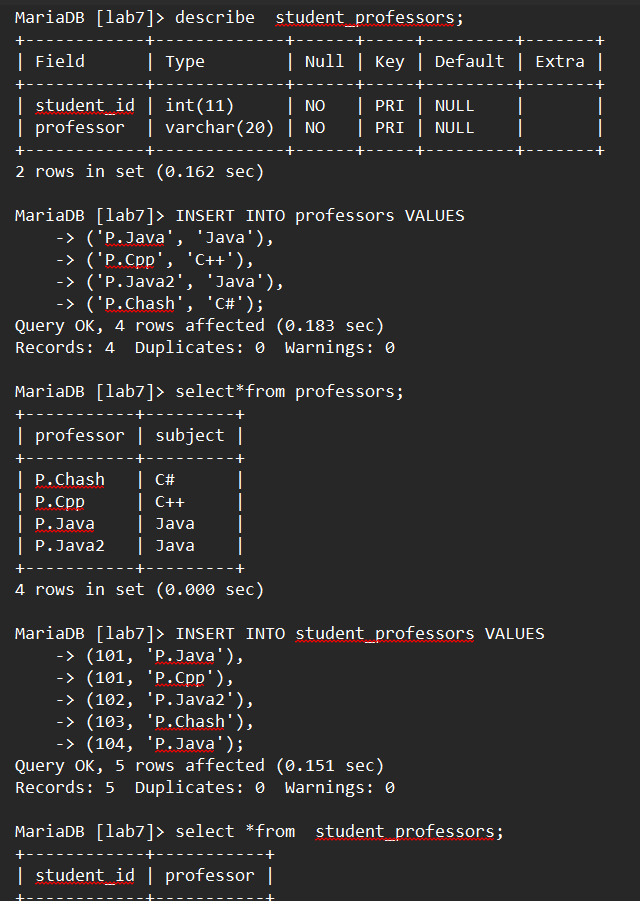 MariaDB [lab7]> describe  student_professors;
+------------+-------------+------+-----+---------+-------+
| Field      | Type        | Null | Key | Default | Extra |
+------------+-------------+------+-----+---------+-------+
| student_id | int(11)     | NO   | PRI | NULL    |       |
| professor  | varchar(20) | NO   | PRI | NULL    |       |
+------------+-------------+------+-----+---------+-------+
2 rows in set (0.162 sec)
MariaDB [lab7]> INSERT INTO professors VALUES
    -> ('P.Java', 'Java'),
    -> ('P.Cpp', 'C++'),
    -> ('P.Java2', 'Java'),
    -> ('P.Chash', 'C#');
Query OK, 4 rows affected (0.183 sec)
Records: 4  Duplicates: 0  Warnings: 0
MariaDB [lab7]> select*from professors;
+-----------+---------+
| professor | subject |
+-----------+---------+
| P.Chash   | C#      |
| P.Cpp     | C++     |
| P.Java    | Java    |
| P.Java2   | Java    |
+-----------+---------+
4 rows in set (0.000 sec)
MariaDB [lab7]> INSERT INTO student_professors VALUES
    -> (101, 'P.Java'),
    -> (101, 'P.Cpp'),
    -> (102, 'P.Java2'),
    -> (103, 'P.Chash'),
    -> (104, 'P.Java');
Query OK, 5 rows affected (0.151 sec)
Records: 5  Duplicates: 0  Warnings: 0
MariaDB [lab7]> select *from  student_professors;
+------------+-----------+
| student_id | professor |
+------------+-----------+